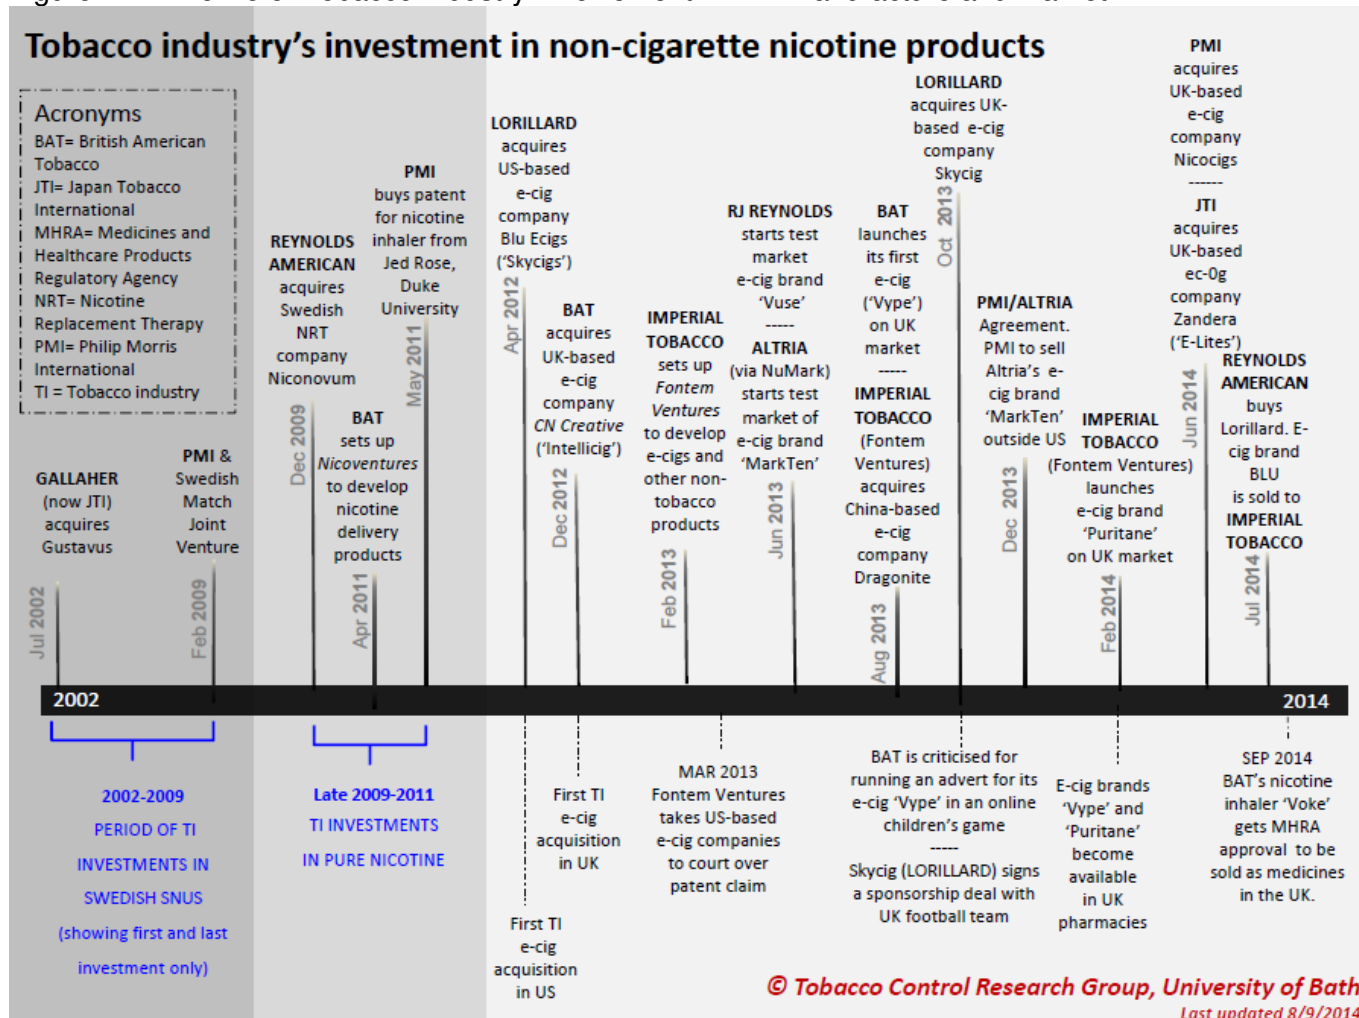 Tobacco industry's investment in non-cigarette nicotine products
Acronyms
BAT= British American
Tobacco
JTI= Japan Tobacco
International
MHRA= Medicines and
Healthcare Products
Regulatory Agency
NRT= Nicotine
Replacement Therapy
PMI= Philip Morris
International
TI = Tobacco industry
GALLAHER
(now JTI)
acquires
Gustavus
Jul 2002
PMI &
Swedish
Match
Joint
Venture
Feb 2009
REYNOLDS
AMERICAN
acquires
Swedish
NRT
company
Niconovum
Dec 2009
BAT
sets up
Nicoventures
to develop
nicotine
delivery
products
Apr 2011
PMI
buys patent
for nicotine
inhaler from
Jed Rose,
Duke
University
May 2011
LORILLARD
acquires
US-based
e-cig
company
Blu Ecigs
('Skycigs')
Apr 2012
BAT
acquires
UK-based
e-cig
company
CN Creative
('Intellicig')
Dec 2012
IMPERIAL
TOBACCO
sets up
Fontem
Ventures
to develop
e-cigs and
other non-
tobacco
products
Feb 2013
RJ REYNOLDS
starts test
market
e-cig brand
'Vuse'
-----
ALTRIA
(via NuMark)
starts test
market of
e-cig brand
'MarkTen'
Jun 2013
BAT
launches
its first
e-cig
('Vype')
on UK
market
-----
IMPERIAL
TOBACCO
(Fontem
Ventures)
acquires
China-based
e-cig
company
Dragonite
Aug 2013
LORILLARD
acquires UK-
based e-cig
company
Skycig
Oct 2013
PMI/ALTRIA
Agreement.
PMI to sell
Altria's e-
cig brand
'MarkTen'
outside US
Dec 2013
IMPERIAL
TOBACCO
(Fontem Ventures)
launches
e-cig brand
'Puritane'
on UK market
Feb 2014
PMI
acquires
UK-based
e-cig
company
Nicocigs
------
JTI
acquires
UK-based
ec-0g
company
Zandera
('E-Lites')
Jun 2014
REYNOLDS
AMERICAN
buys
Lorillard. E-
cig brand
BLU
is sold to
IMPERIAL
TOBACCO
Jul 2014
2002
2014
2002-2009
PERIOD OF TI
INVESTMENTS IN
SWEDISH SNUS
(showing first and last
investment only)
Late 2009-2011
TI INVESTMENTS
IN PURE NICOTINE
First TI
e-cig
acquisition
in US
First TI
e-cig
acquisition
in UK
MAR 2013
Fontem Ventures
takes US-based
e-cig companies
to court over
patent claim
BAT is criticised for
running an advert for its
e-cig 'Vype' in an online
children's game
-----
Skycig (LORILLARD) signs
a sponsorship deal with
UK football team
E-cig brands
'Vype' and
'Puritane'
become
available
in UK
pharmacies
SEP 2014
BAT's nicotine
inhaler 'Voke'
gets MHRA
approval to be
sold as medicines
in the UK.
© Tobacco Control Research Group, University of Bath
Last updated 8/9/2014